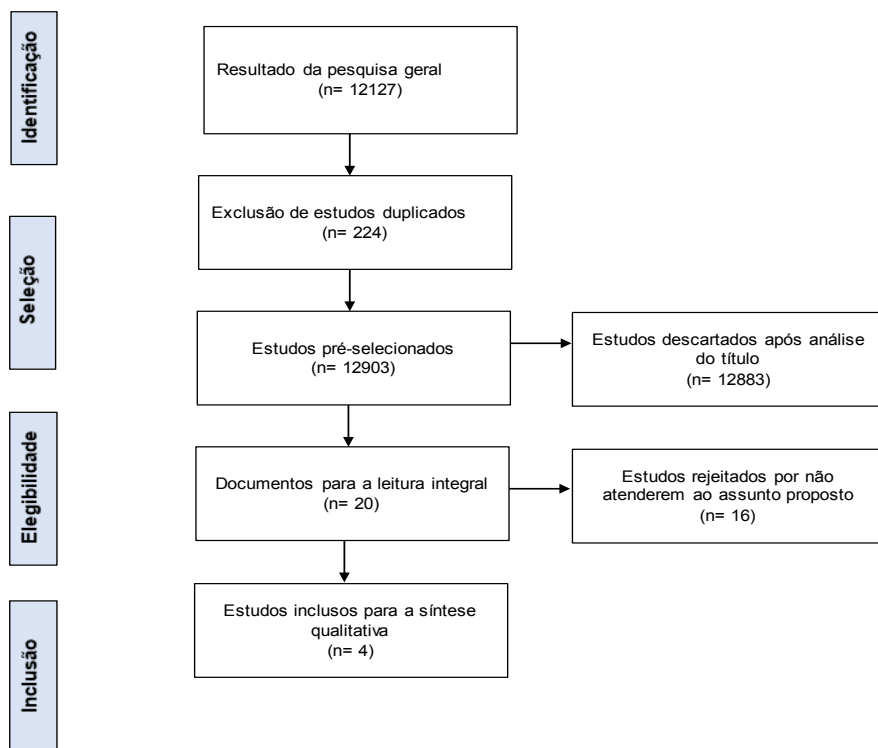 Identificação
Resultado da pesquisa geral
(n= 12127)
Exclusão de estudos duplicados
(n= 224)
Seleção
Estudos pré-selecionados
(n= 12903)
Estudos descartados após análise
do título
(n= 12883)
Elegibilidade
Documentos para a leitura integral
(n= 20)
Estudos rejeitados por não
atenderem ao assunto proposto
(n= 16)
Inclusão
Estudos inclusos para a síntese
qualitativa
(n= 4)